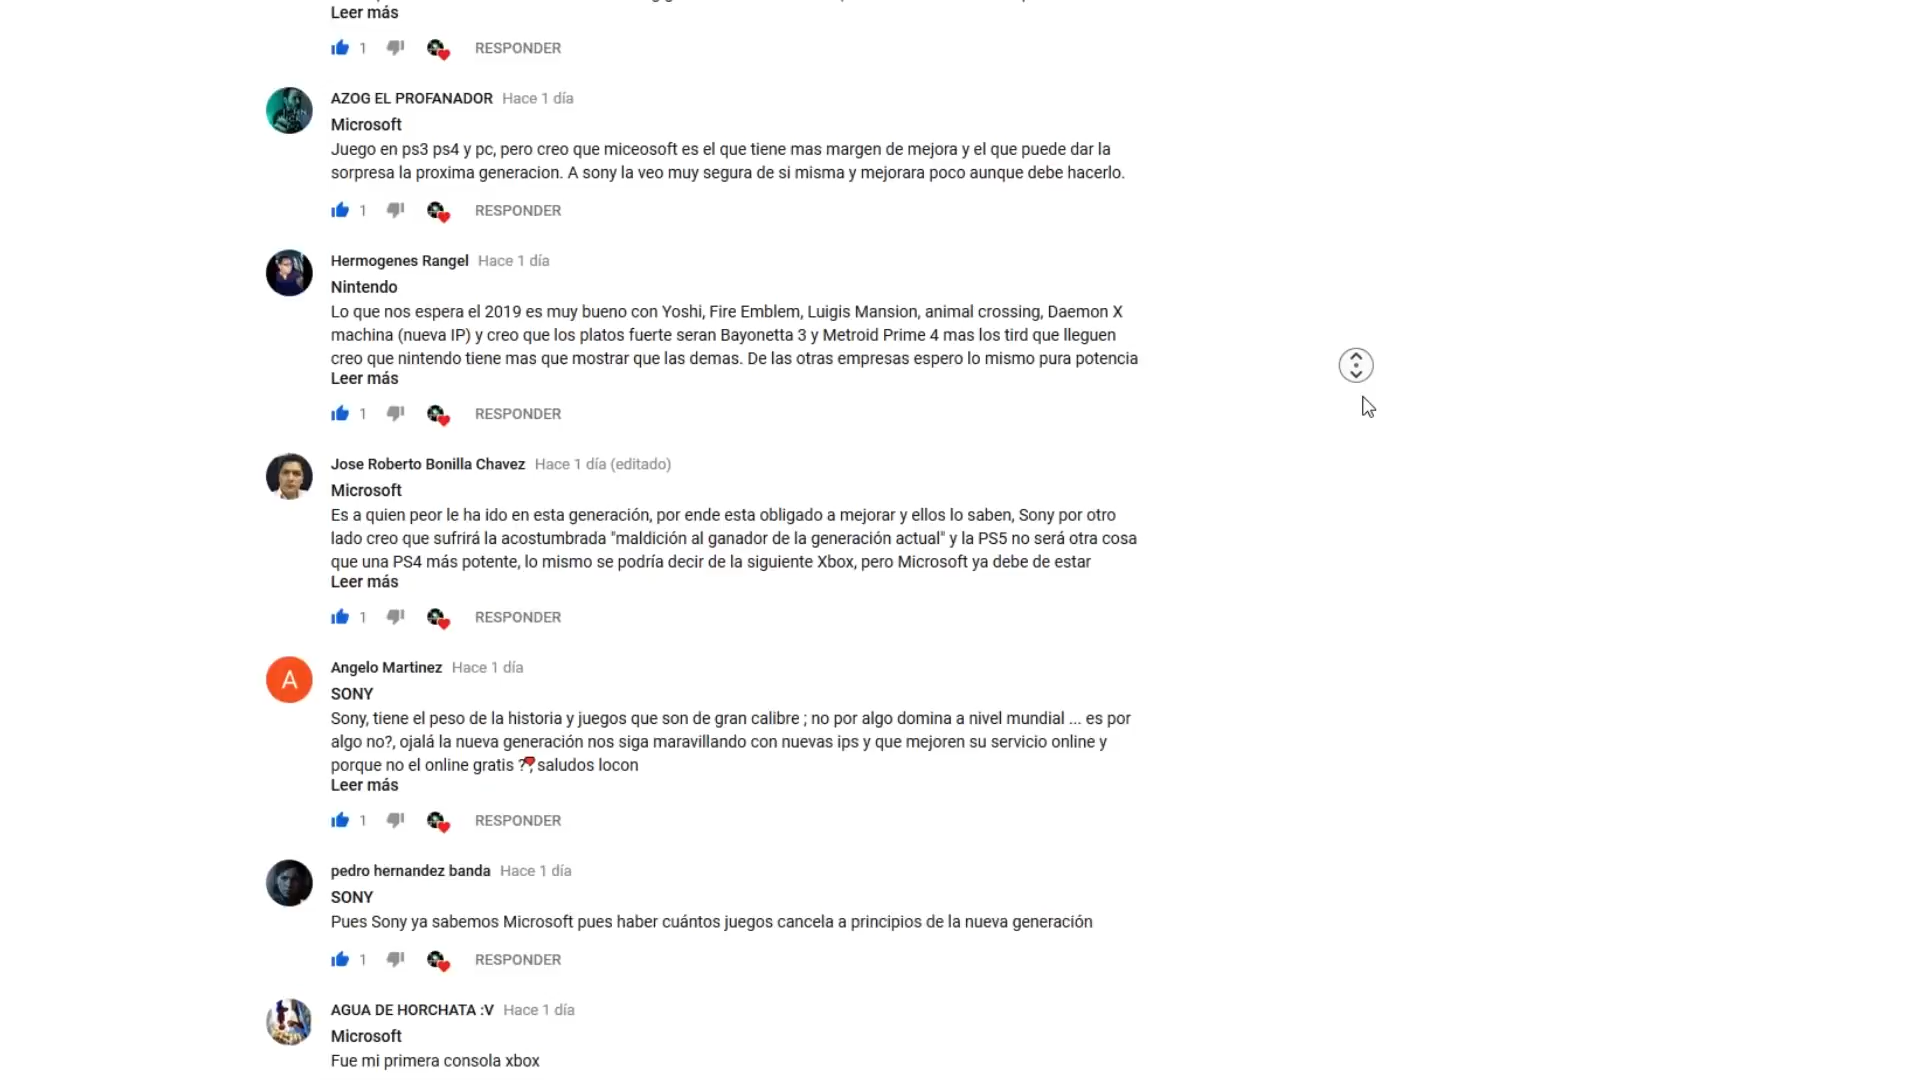 Leer más
1 RESPONDER
AZOG EL PROFANADOR Hace 1 día
Microsoft
Juego en ps3 ps4 y pc, pero creo que miceosoft es el que tiene mas margen de mejora y el que puede dar la
sorpresa la proxima generacion. A sony la veo muy segura de si misma y mejorara poco aunque debe hacerlo.
1 RESPONDER
Hermogenes Rangel Hace 1 día
Nintendo
Lo que nos espera el 2019 es muy bueno con Yoshi, Fire Emblem, Luigis Mansion, animal crossing, Daemon X
machina (nueva IP) y creo que los platos fuerte seran Bayonetta 3 y Metroid Prime 4 mas los tird que lleguen
creo que nintendo tiene mas que mostrar que las demas. De las otras empresas espero lo mismo pura potencia
Leer más
1 RESPONDER
Jose Roberto Bonilla Chavez Hace 1 día (editado)
Microsoft
Es a quien peor le ha ido en esta generación, por ende esta obligado a mejorar y ellos lo saben, Sony por otro
lado creo que sufrirá la acostumbrada "maldición al ganador de la generación actual" y la PS5 no será otra cosa
que una PS4 más potente, lo mismo se podría decir de la siguiente Xbox, pero Microsoft ya debe de estar
Leer más
1 RESPONDER
A
Angelo Martinez Hace 1 día
SONY
Sony, tiene el peso de la historia y juegos que son de gran calibre ; no por algo domina a nivel mundial ... es por
algo no?, ojalá la nueva generación nos siga maravillando con nuevas ips y que mejoren su servicio online y
porque no el online gratis ?, saludos locon
Leer más
1 RESPONDER
pedro hernandez banda Hace 1 día
SONY
Pues Sony ya sabemos Microsoft pues haber cuántos juegos cancela a principios de la nueva generación
1 RESPONDER
AGUA DE HORCHATA :V Hace 1 día
Microsoft
Fue mi primera consola xbox